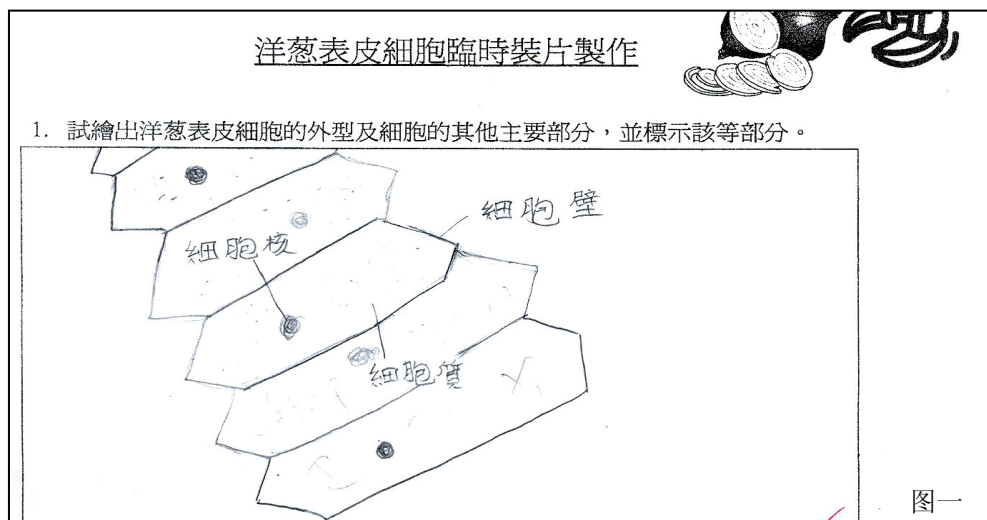 洋葱表皮細胞臨時裝片製作
1. 試繪出洋葱表皮細胞的外型及細胞的其他主要部分，並標示該等部分。
細胞壁
細胞核
細胞質
图一